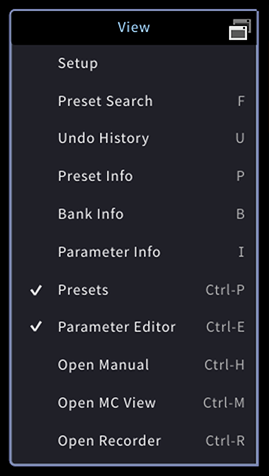 View
Setup
Preset Search F
Undo History U
Preset Info P
Bank Info B
Parameter Info I
Presets Ctrl-P
Parameter Editor Ctrl-E
Open Manual Ctrl-H
Open MC View Ctrl-M
Open Recorder Ctrl-R